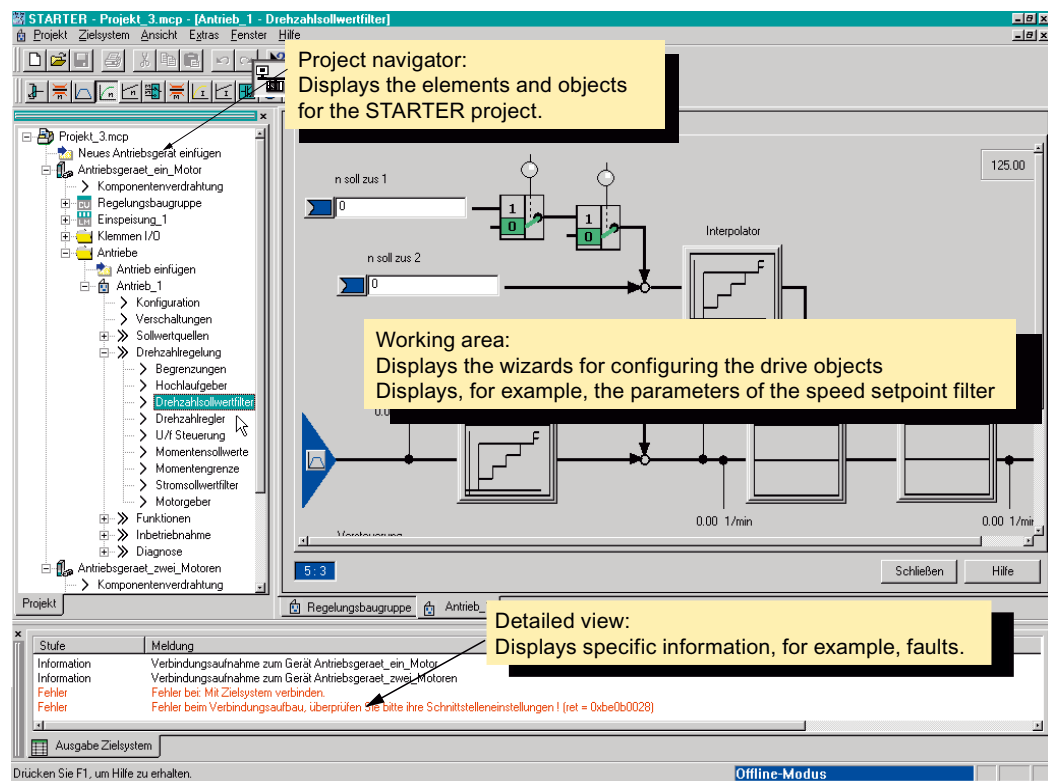 STARTER - Projekt_3.mcp - [Antrieb_1 - Drehzahlsollwertfilter]
Projekt Zielsystem Ansicht Extras Fenster Hilfe
Project navigator:
Displays the elements and objects
for the STARTER project.
Projekt_3.mcp
Neues Antriebsgerät einfügen
Antriebsgeraet_ein_Motor
Komponentenverdrahtung
Regelungsbaugruppe
Einspeisung_1
Klemmen I/O
Antriebe
Antrieb einfügen
Antrieb_1
Konfiguration
Verschaltungen
Sollwertquellen
Drehzahlregelung
Begrenzungen
Hochlaufgeber
Drehzahlsollwertfilter
Drehzahlregler
U/f Steuerung
Momentensollwerte
Momentengrenze
Stromsollwertfilter
Motorgeber
Funktionen
Inbetriebnahme
Diagnose
Antriebsgeraet_zwei_Motoren
Komponentenverdrahtung
Projekt
125.00
n soll zus 1
0
1
0
1
0
Interpolator
n soll zus 2
0
Working area:
Displays the wizards for configuring the drive objects
Displays, for example, the parameters of the speed setpoint filter
0.00 1/min
0.00 1/min
5:3
Schließen
Hilfe
Regelungsbaugruppe
Antrieb_
Detailed view:
Displays specific information, for example, faults.
Stufe Meldung
Information Verbindungsaufnahme zum Gerät Antriebsgeraet_ein_Motor
Information Verbindungsaufnahme zum Gerät Antriebsgeraet_zwei_Motoren
Fehler Fehler bei: Mit Zielsystem verbinden.
Fehler Fehler beim Verbindungsaufbau, überprüfen Sie bitte ihre Schnittstelleneinstellungen ! (ret = 0xbe0b0028)
Ausgabe Zielsystem
Drücken Sie F1, um Hilfe zu erhalten.
Offline-Modus